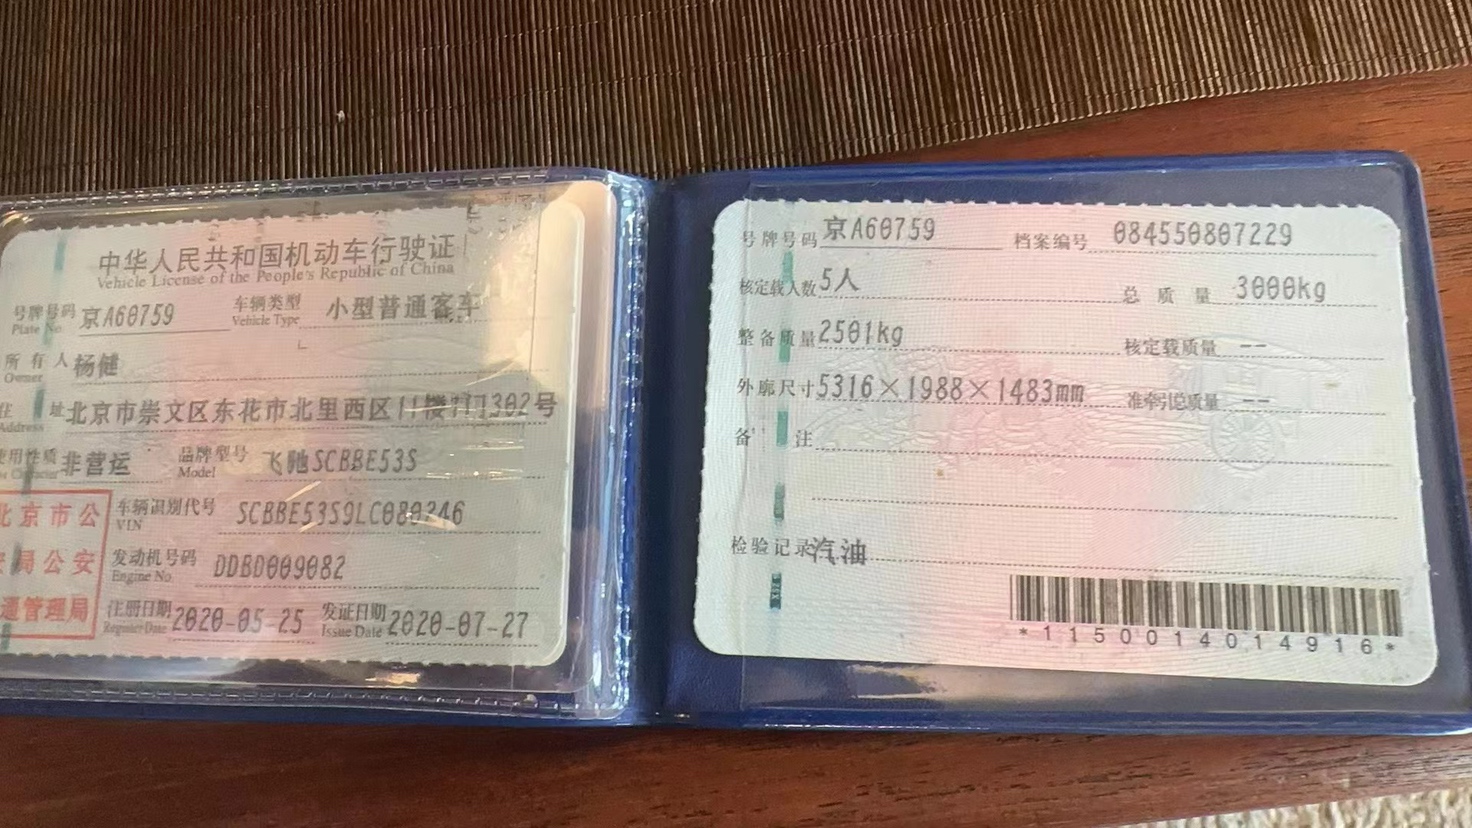 中华人民共和国机动车行驶证
Vehicle License of the People's Republic of China
号牌号码 京A60759 车辆类型 小型普通客车
Plate No. Vehicle Type
所有人 杨健
Owner
住址 北京市崇文区东花市北里西区11楼1门1302号
Address
使用性质 非营运 品牌型号 飞驰SCBBE53S
Model
车辆识别代号 SCBBE53S9LC080246
VIN
发动机号码 DDBD009082
Engine No.
注册日期 2020-05-25 发证日期 2020-07-27
Register Date Issue Date
北京市公
安局公安
交通管理局
号牌号码 京A60759 档案编号 084550807229
核定载人数 5人 总质量 3000kg
整备质量 2501kg 核定载质量 --
外廓尺寸 5316×1988×1483mm 准牵引总质量 --
备注
检验记录 汽油
*1150014014916*